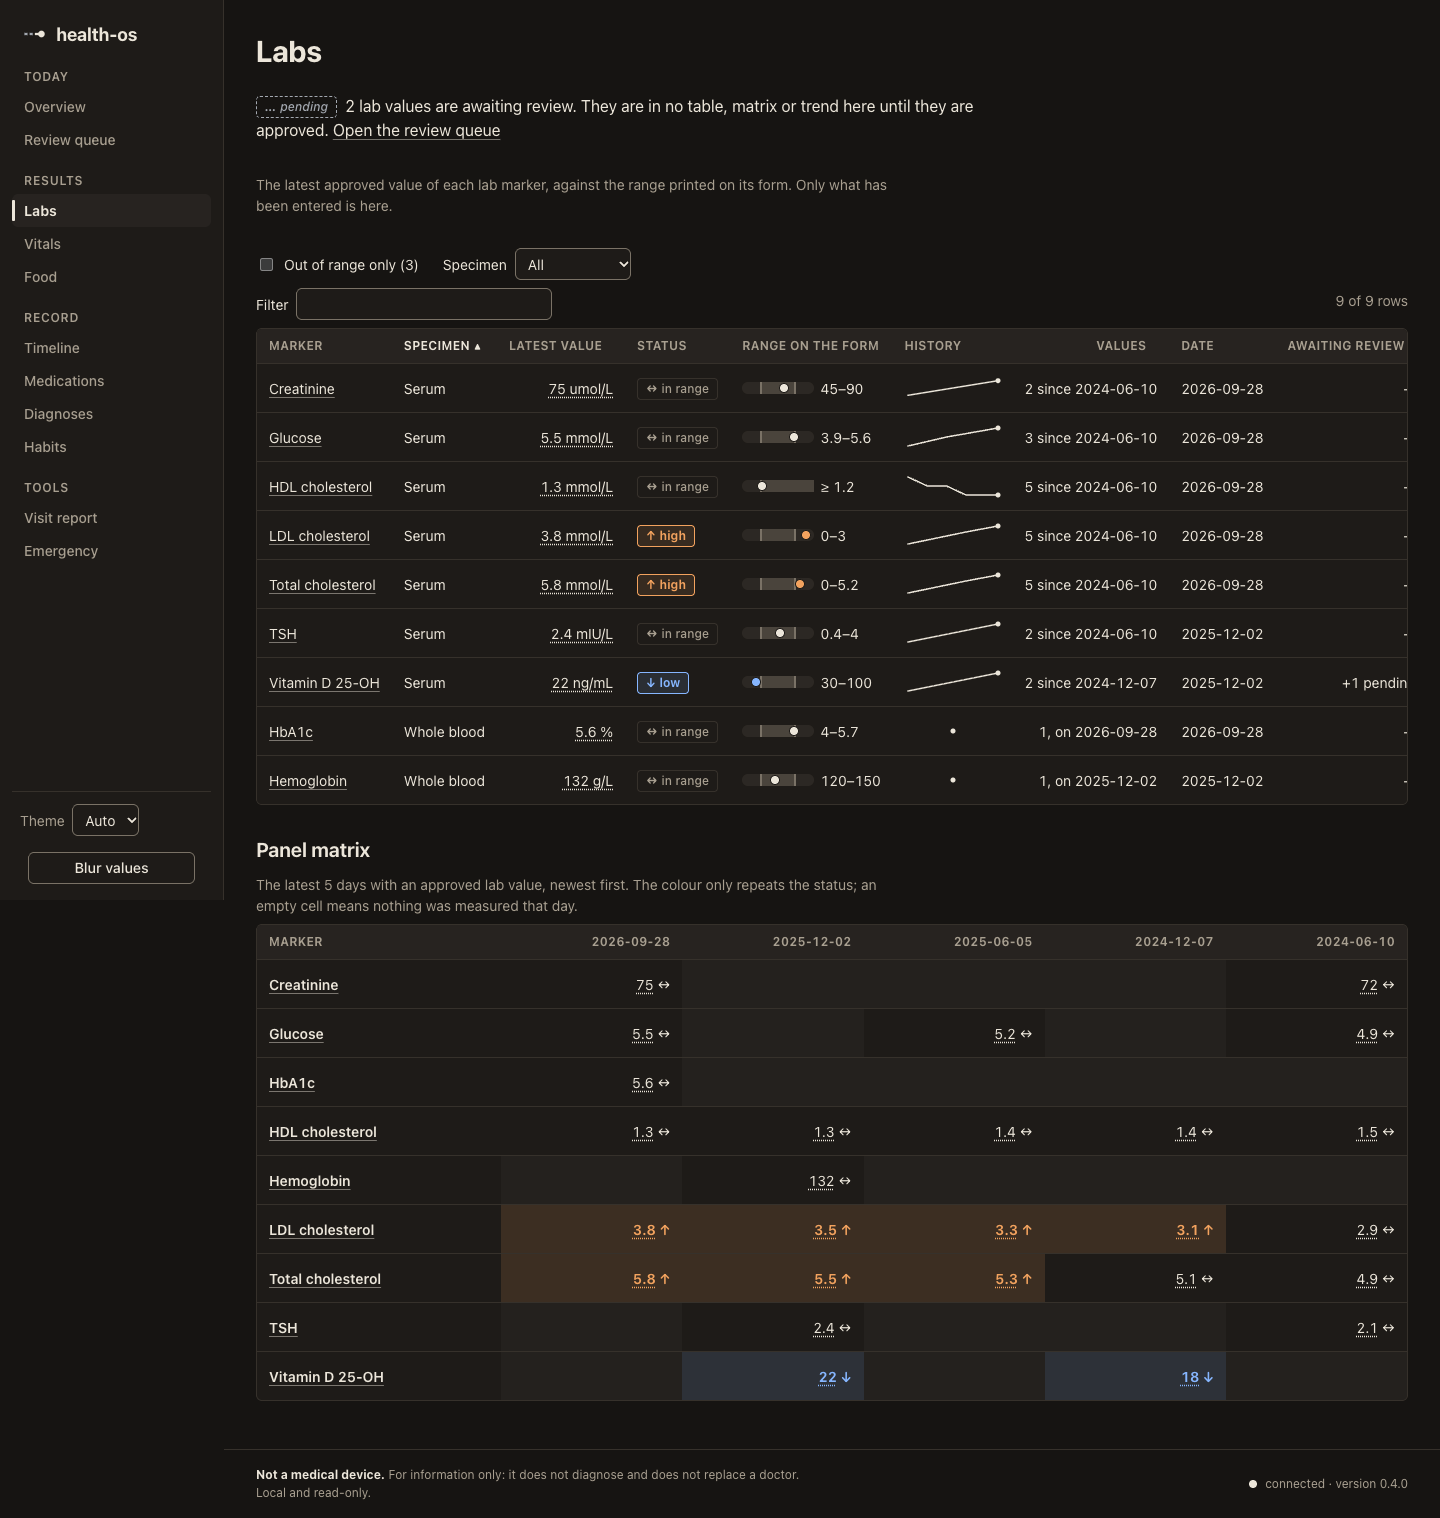 health-os
TODAY
Overview
Review queue
RESULTS
Labs
Vitals
Food
RECORD
Timeline
Medications
Diagnoses
Habits
TOOLS
Visit report
Emergency
Theme Auto
Blur values
Labs
... pending 2 lab values are awaiting review. They are in no table, matrix or trend here until they are
approved. Open the review queue
The latest approved value of each lab marker, against the range printed on its form. Only what has
been entered is here.
Out of range only (3) Specimen All
Filter
9 of 9 rows
MARKER SPECIMEN ▲ LATEST VALUE STATUS RANGE ON THE FORM HISTORY VALUES DATE AWAITING REVIEW
Creatinine Serum 75 umol/L ↔ in range 45–90 2 since 2024-06-10 2026-09-28 -
Glucose Serum 5.5 mmol/L ↔ in range 3.9–5.6 3 since 2024-06-10 2026-09-28 -
HDL cholesterol Serum 1.3 mmol/L ↔ in range ≥ 1.2 5 since 2024-06-10 2026-09-28 -
LDL cholesterol Serum 3.8 mmol/L ↑ high 0–3 5 since 2024-06-10 2026-09-28 -
Total cholesterol Serum 5.8 mmol/L ↑ high 0–5.2 5 since 2024-06-10 2026-09-28 -
TSH Serum 2.4 mIU/L ↔ in range 0.4–4 2 since 2024-06-10 2025-12-02 -
Vitamin D 25-OH Serum 22 ng/mL ↓ low 30–100 2 since 2024-12-07 2025-12-02 +1 pendin
HbA1c Whole blood 5.6 % ↔ in range 4–5.7 1, on 2026-09-28 2026-09-28 -
Hemoglobin Whole blood 132 g/L ↔ in range 120–150 1, on 2025-12-02 2025-12-02 -
Panel matrix
The latest 5 days with an approved lab value, newest first. The colour only repeats the status; an
empty cell means nothing was measured that day.
MARKER 2026-09-28 2025-12-02 2025-06-05 2024-12-07 2024-06-10
Creatinine 75 ↔ 72 ↔
Glucose 5.5 ↔ 5.2 ↔ 4.9 ↔
HbA1c 5.6 ↔
HDL cholesterol 1.3 ↔ 1.3 ↔ 1.4 ↔ 1.4 ↔ 1.5 ↔
Hemoglobin 132 ↔
LDL cholesterol 3.8 ↑ 3.5 ↑ 3.3 ↑ 3.1 ↑ 2.9 ↔
Total cholesterol 5.8 ↑ 5.5 ↑ 5.3 ↑ 5.1 ↔ 4.9 ↔
TSH 2.4 ↔ 2.1 ↔
Vitamin D 25-OH 22 ↓ 18 ↓
Not a medical device. For information only: it does not diagnose and does not replace a doctor.
Local and read-only.
connected · version 0.4.0